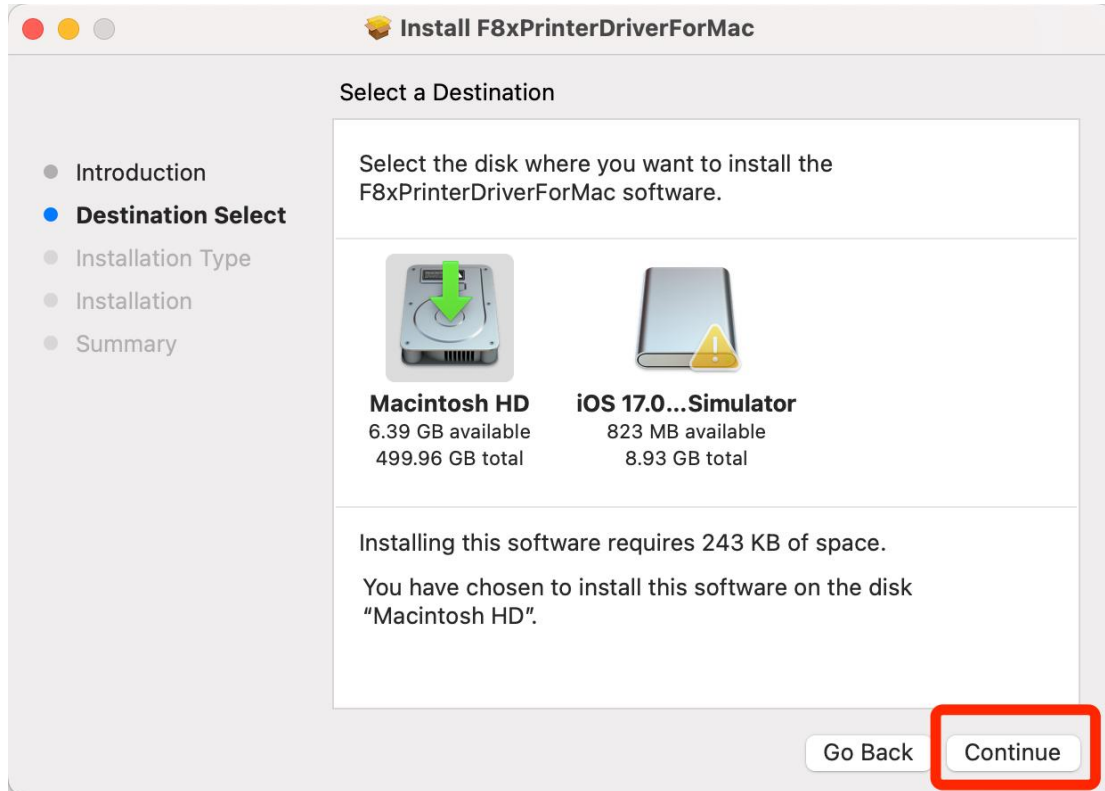 Install F8xPrinterDriverForMac
Select a Destination
Introduction
Destination Select
Installation Type
Installation
Summary
Select the disk where you want to install the
F8xPrinterDriverForMac software.
Macintosh HD
6.39 GB available
499.96 GB total
iOS 17.0...Simulator
823 MB available
8.93 GB total
Installing this software requires 243 KB of space.
You have chosen to install this software on the disk
“Macintosh HD”.
Go Back
Continue